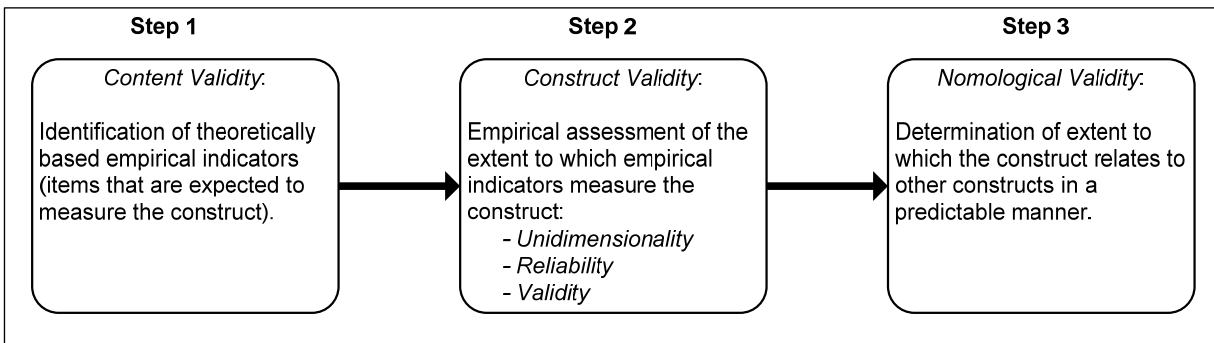 Step 1
Content Validity:
Identification of theoretically
based empirical indicators
(items that are expected to
measure the construct).
Step 2
Construct Validity:
Empirical assessment of the
extent to which empirical
indicators measure the
construct:
- Unidimensionality
- Reliability
- Validity
Step 3
Nomological Validity:
Determination of extent to
which the construct relates to
other constructs in a
predictable manner.